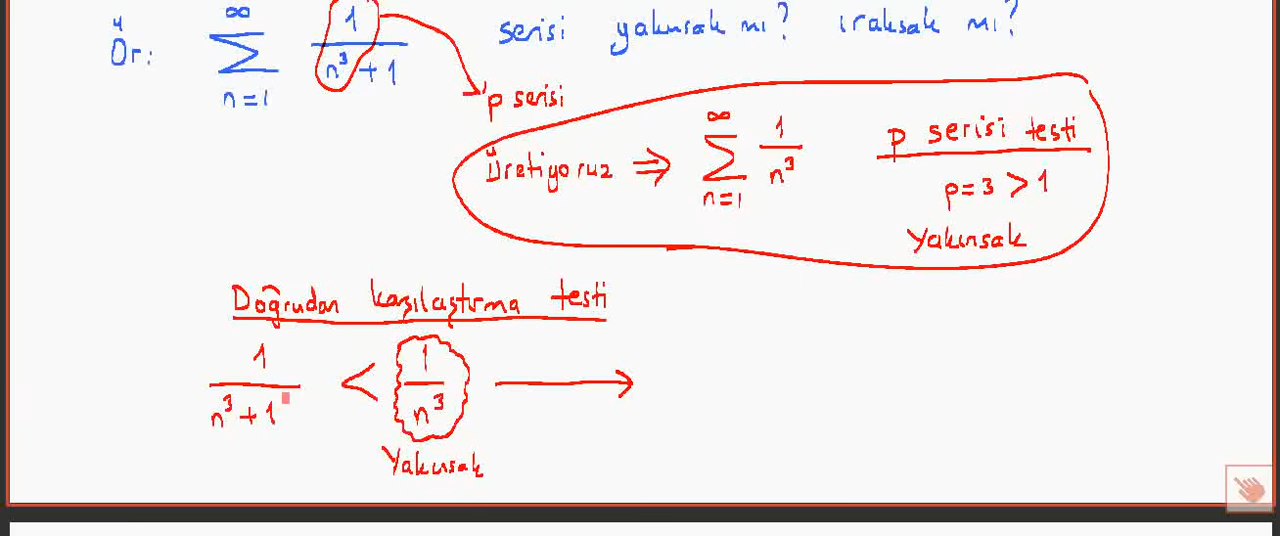 Ör: ∞ ∑ n=1 1/(n³+1) serisi yakınsak mı? ıraksak mı?
p serisi
Üretiyoruz ⇒ ∞ ∑ n=1 1/n³
p serisi testi
p=3 > 1
Yakınsak
Doğrudan karşılaştırma testi
1/(n³+1) < 1/n³ →
Yakınsak